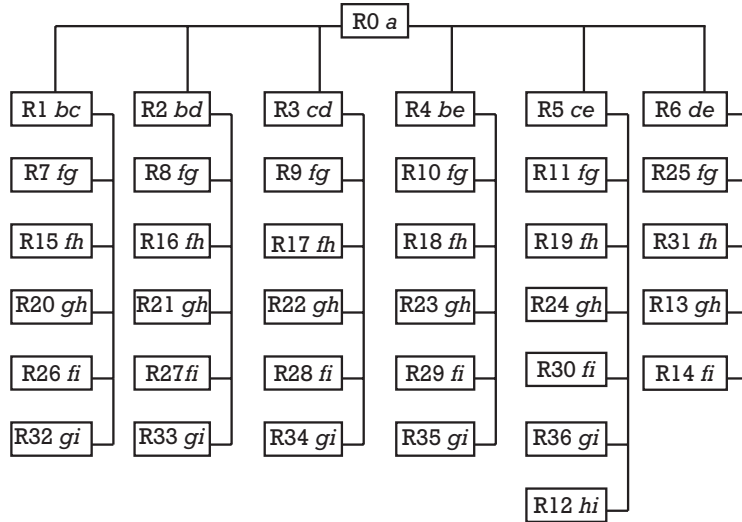 R0 a
R1 bc R2 bd R3 cd R4 be R5 ce R6 de
R7 fg R8 fg R9 fg R10 fg R11 fg R25 fg
R15 fh R16 fh R17 fh R18 fh R19 fh R31 fh
R20 gh R21 gh R22 gh R23 gh R24 gh R13 gh
R26 fi R27fi R28 fi R29 fi R30 fi R14 fi
R32 gi R33 gi R34 gi R35 gi R36 gi
R12 hi